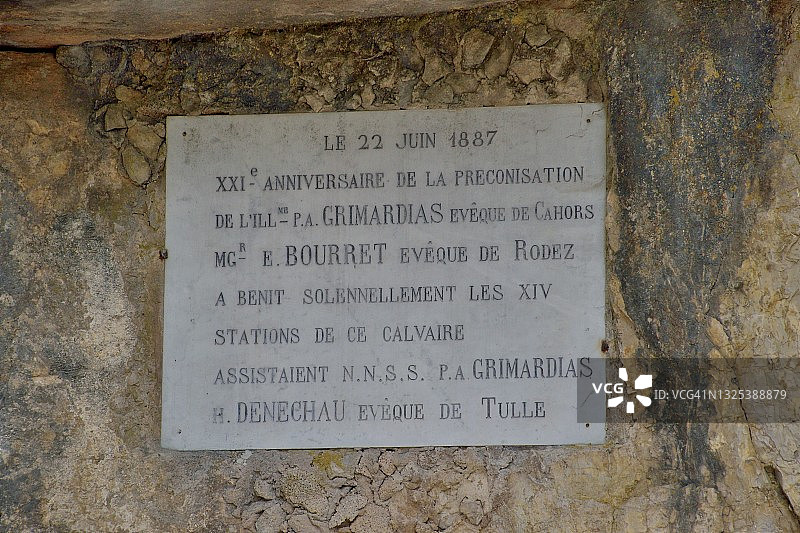 LE 22 JUIN 1887
XXIe ANNIVERSAIRE DE LA PRECONISATION
DE L'ILLME P.A. GRIMARDIAS EVÊQUE DE CAHORS
MGR E. BOURRET EVÊQUE DE RODEZ
A BENIT SOLENNELLEMENT LES XIV
STATIONS DE CE CALVAIRE
ASSISTAIENT N.N.S.S. P.A GRIMARDIAS
H. DENECHAU EVÊQUE DE TULLE
VCG
ID:VCG41N1325388879